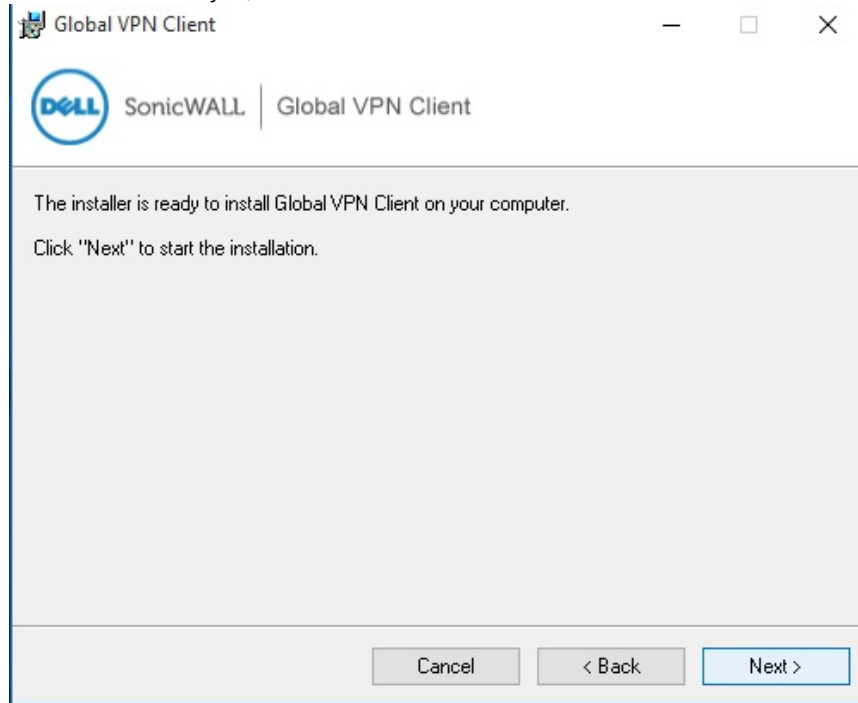 Global VPN Client
DELL SonicWALL | Global VPN Client
The installer is ready to install Global VPN Client on your computer.
Click "Next" to start the installation.
Cancel < Back Next >